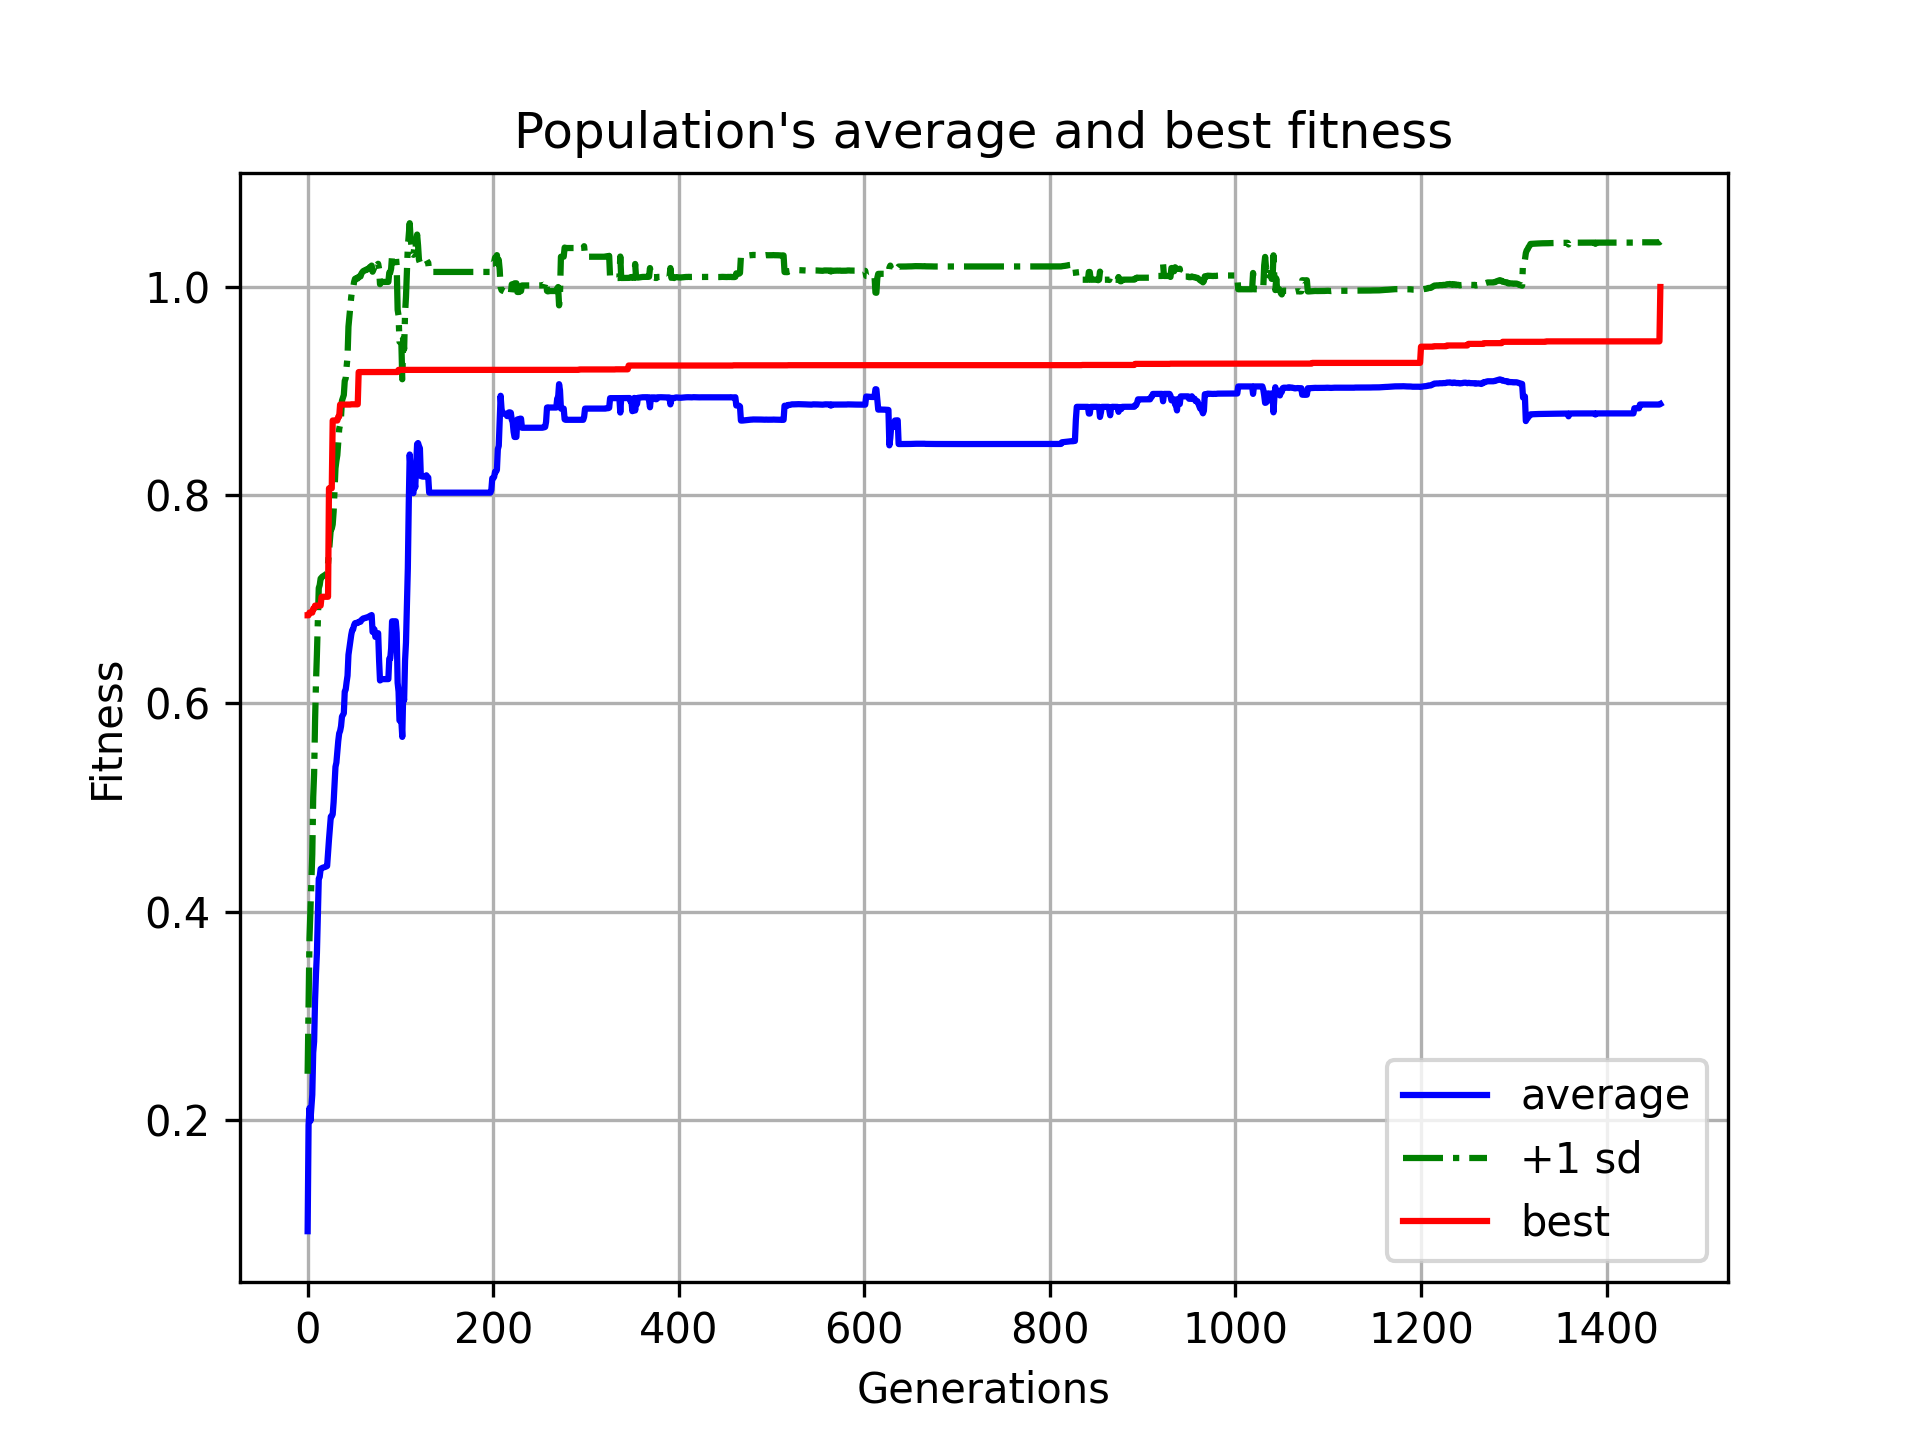 Population's average and best fitness
1.0
0.8
0.6
0.4
0.2
Fitness
0 200 400 600 800 1000 1200 1400
Generations
average
+1 sd
best